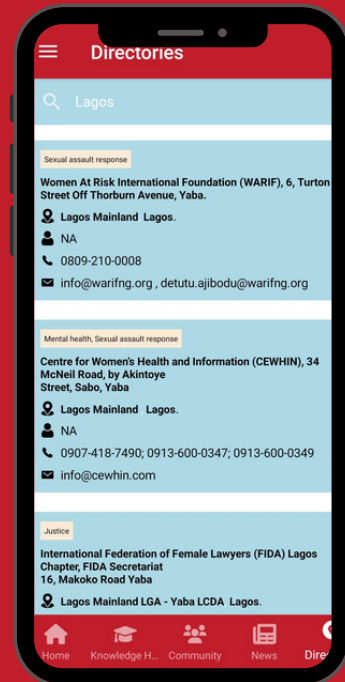 Directories
Lagos
Sexual assault response
Women At Risk International Foundation (WARIF), 6, Turton
Street Off Thorburn Avenue, Yaba.
Lagos Mainland Lagos.
NA
0809-210-0008
info@warifng.org , detutu.ajibodu@warifng.org
Mental health, Sexual assault response
Centre for Women's Health and Information (CEWHIN), 34
McNeil Road, by Akintoye
Street, Sabo, Yaba
Lagos Mainland Lagos.
NA
0907-418-7490; 0913-600-0347; 0913-600-0349
info@cewhin.com
Justice
International Federation of Female Lawyers (FIDA) Lagos
Chapter, FIDA Secretariat
16, Makoko Road Yaba
Lagos Mainland LGA - Yaba LCDA Lagos.
Home Knowledge H... Community News Direc